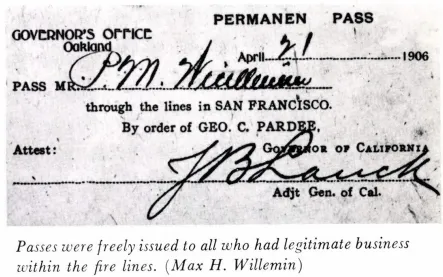 PERMANEN PASS
GOVERNOR'S OFFICE
Oakland
April 21 1906
PASS MR. P. M. Wieillemin
through the lines in SAN FRANCISCO.
By order of GEO. C. PARDEE,
Attest: GOVERNOR OF CALIFORNIA
J B Lauck
Adjt Gen. of Cal.
Passes were freely issued to all who had legitimate business
within the fire lines. (Max H. Willemin)